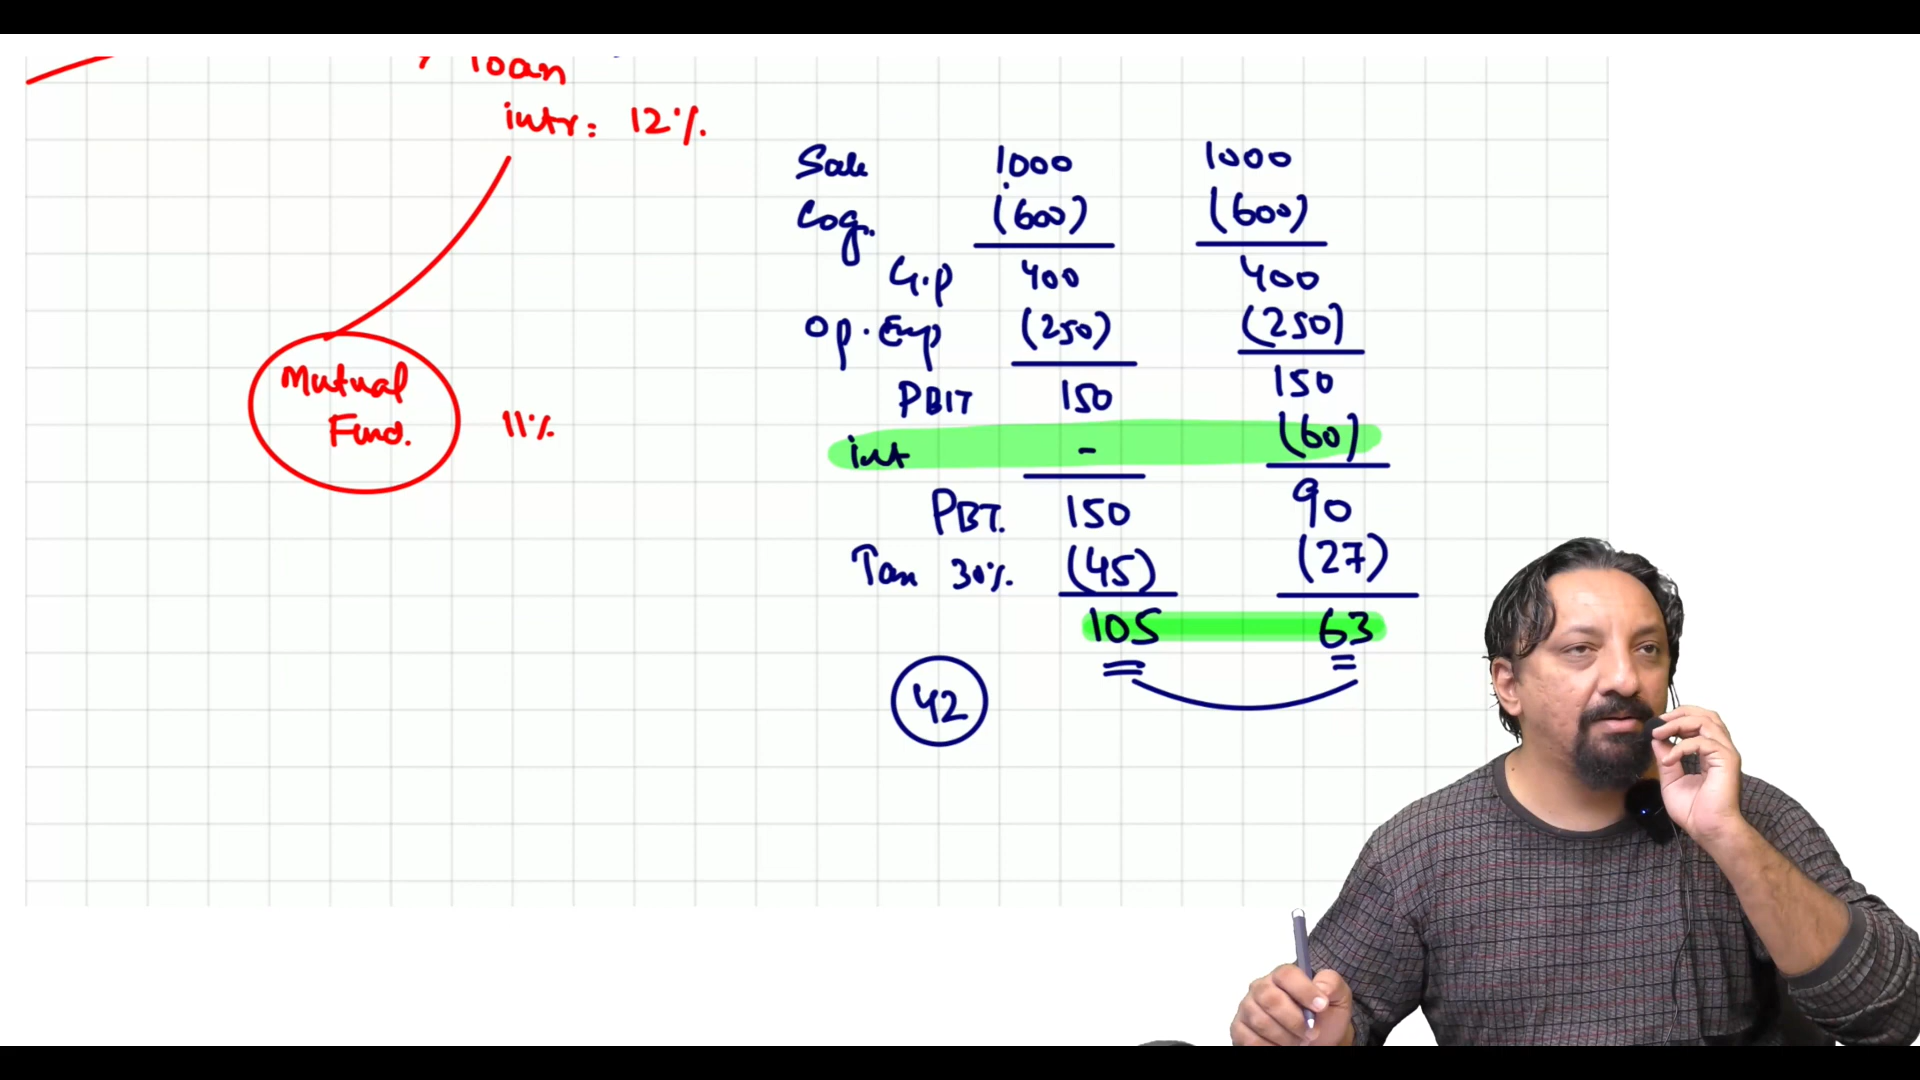 loan
intr: 12%
Mutual
Fund.
11%
Sale 1000 1000
Cog. (600) (600)
G.p 400 400
Op. Exp (250) (250)
PBIT 150 150
int - (60)
PBT. 150 90
Tax 30% (45) (27)
105 63
42